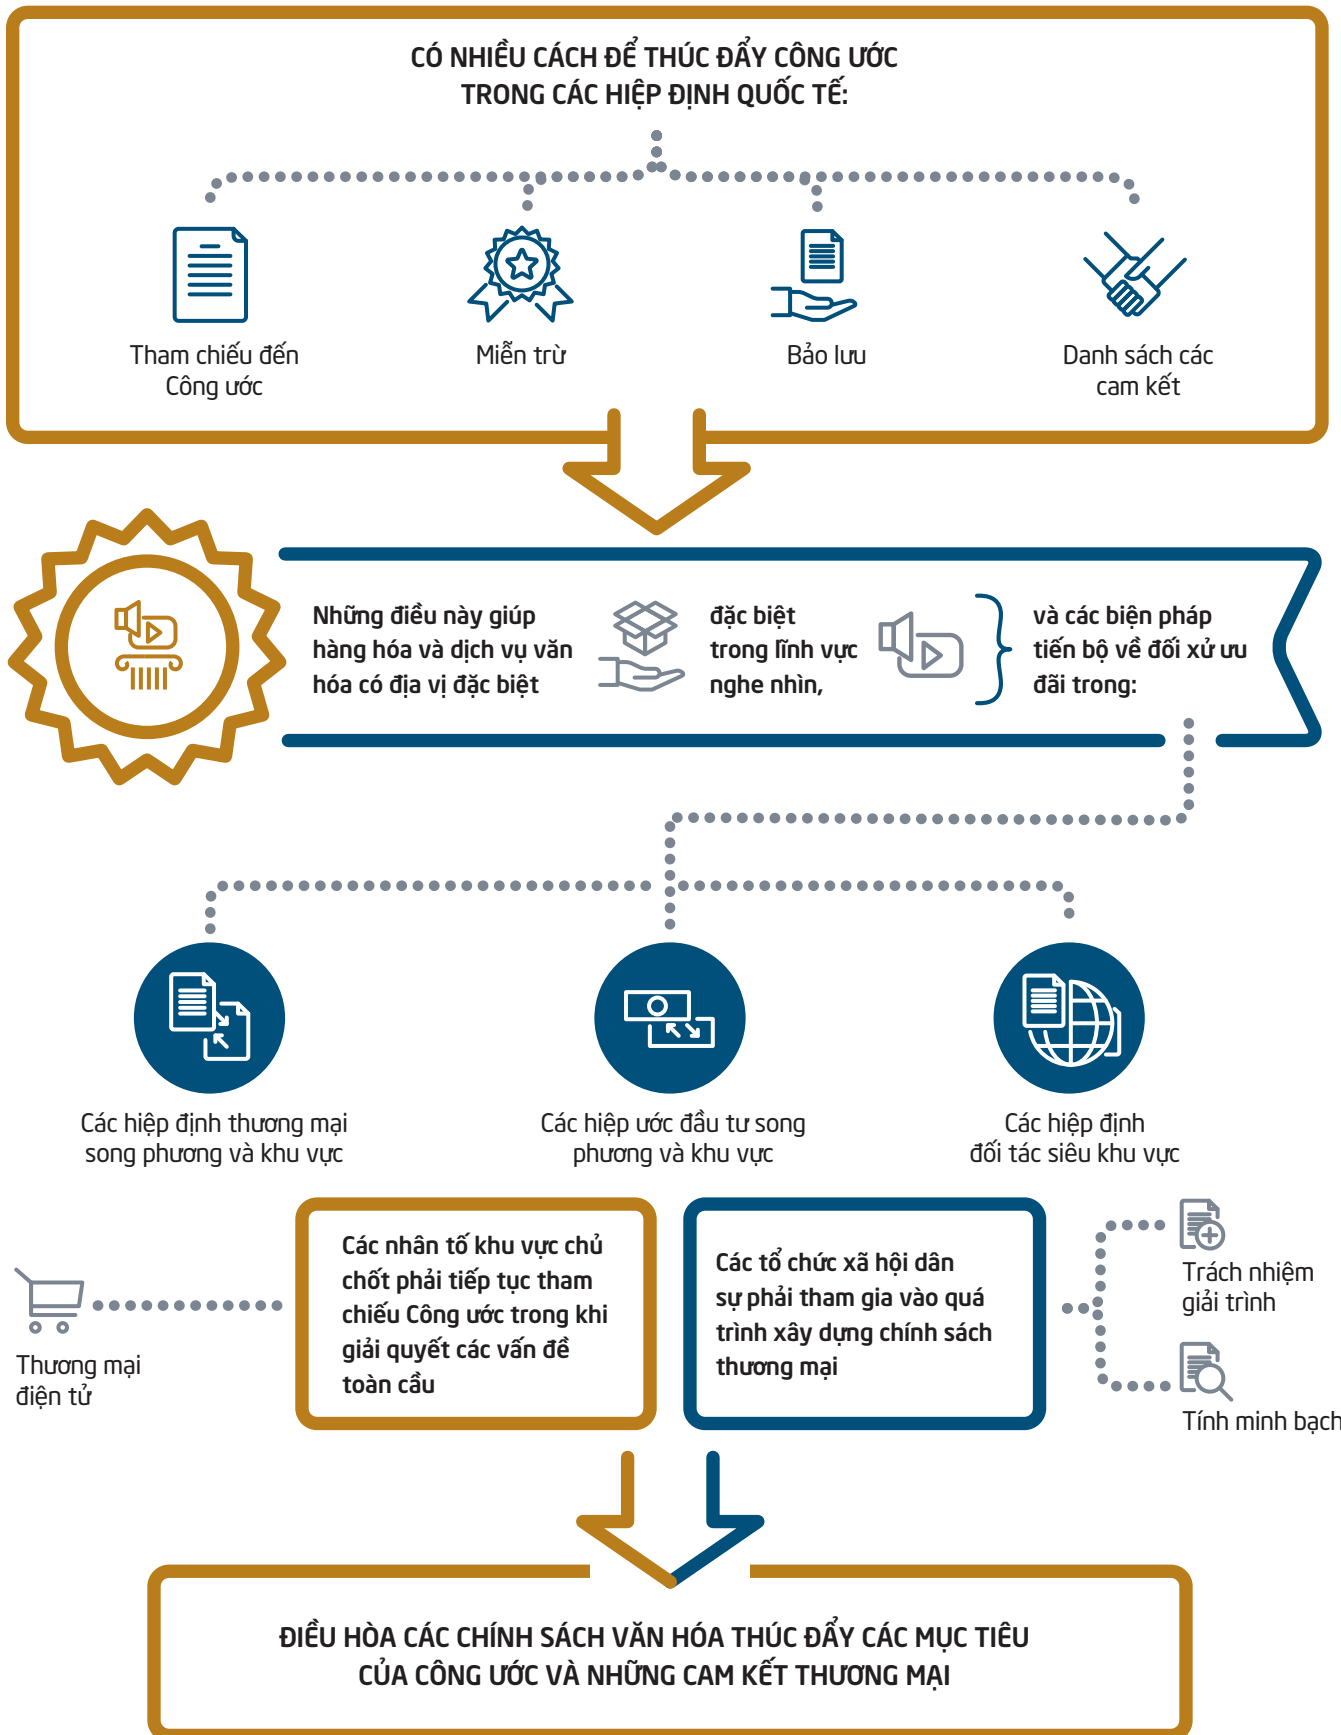 CÓ NHIỀU CÁCH ĐỂ THÚC ĐẨY CÔNG ƯỚC
TRONG CÁC HIỆP ĐỊNH QUỐC TẾ:
Tham chiếu đến
Công ước
Miễn trừ
Bảo lưu
Danh sách các
cam kết
Những điều này giúp
hàng hóa và dịch vụ văn
hóa có địa vị đặc biệt
đặc biệt
trong lĩnh vực
nghe nhìn,
và các biện pháp
tiến bộ về đối xử ưu
đãi trong:
Các hiệp định thương mại
song phương và khu vực
Các hiệp ước đầu tư song
phương và khu vực
Các hiệp định
đối tác siêu khu vực
Thương mại
điện tử
Các nhân tố khu vực chủ
chốt phải tiếp tục tham
chiếu Công ước trong khi
giải quyết các vấn đề
toàn cầu
Các tổ chức xã hội dân
sự phải tham gia vào quá
trình xây dựng chính sách
thương mại
Trách nhiệm
giải trình
Tính minh bạch
ĐIỀU HÒA CÁC CHÍNH SÁCH VĂN HÓA THÚC ĐẨY CÁC MỤC TIÊU
CỦA CÔNG ƯỚC VÀ NHỮNG CAM KẾT THƯƠNG MẠI